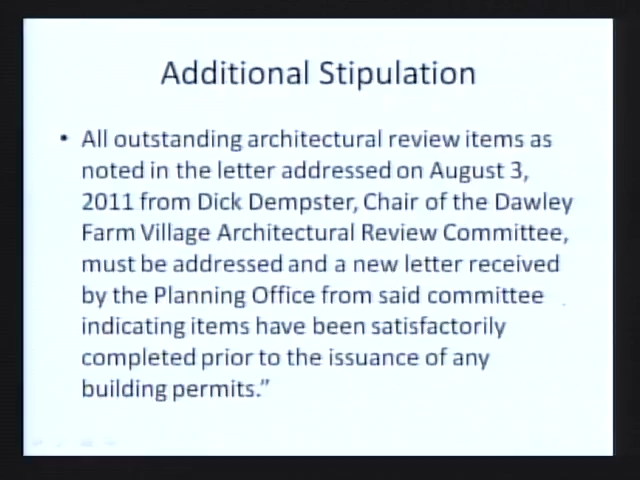 Additional Stipulation
• All outstanding architectural review items as
noted in the letter addressed on August 3,
2011 from Dick Dempster, Chair of the Dawley
Farm Village Architectural Review Committee,
must be addressed and a new letter received
by the Planning Office from said committee
indicating items have been satisfactorily
completed prior to the issuance of any
building permits.”